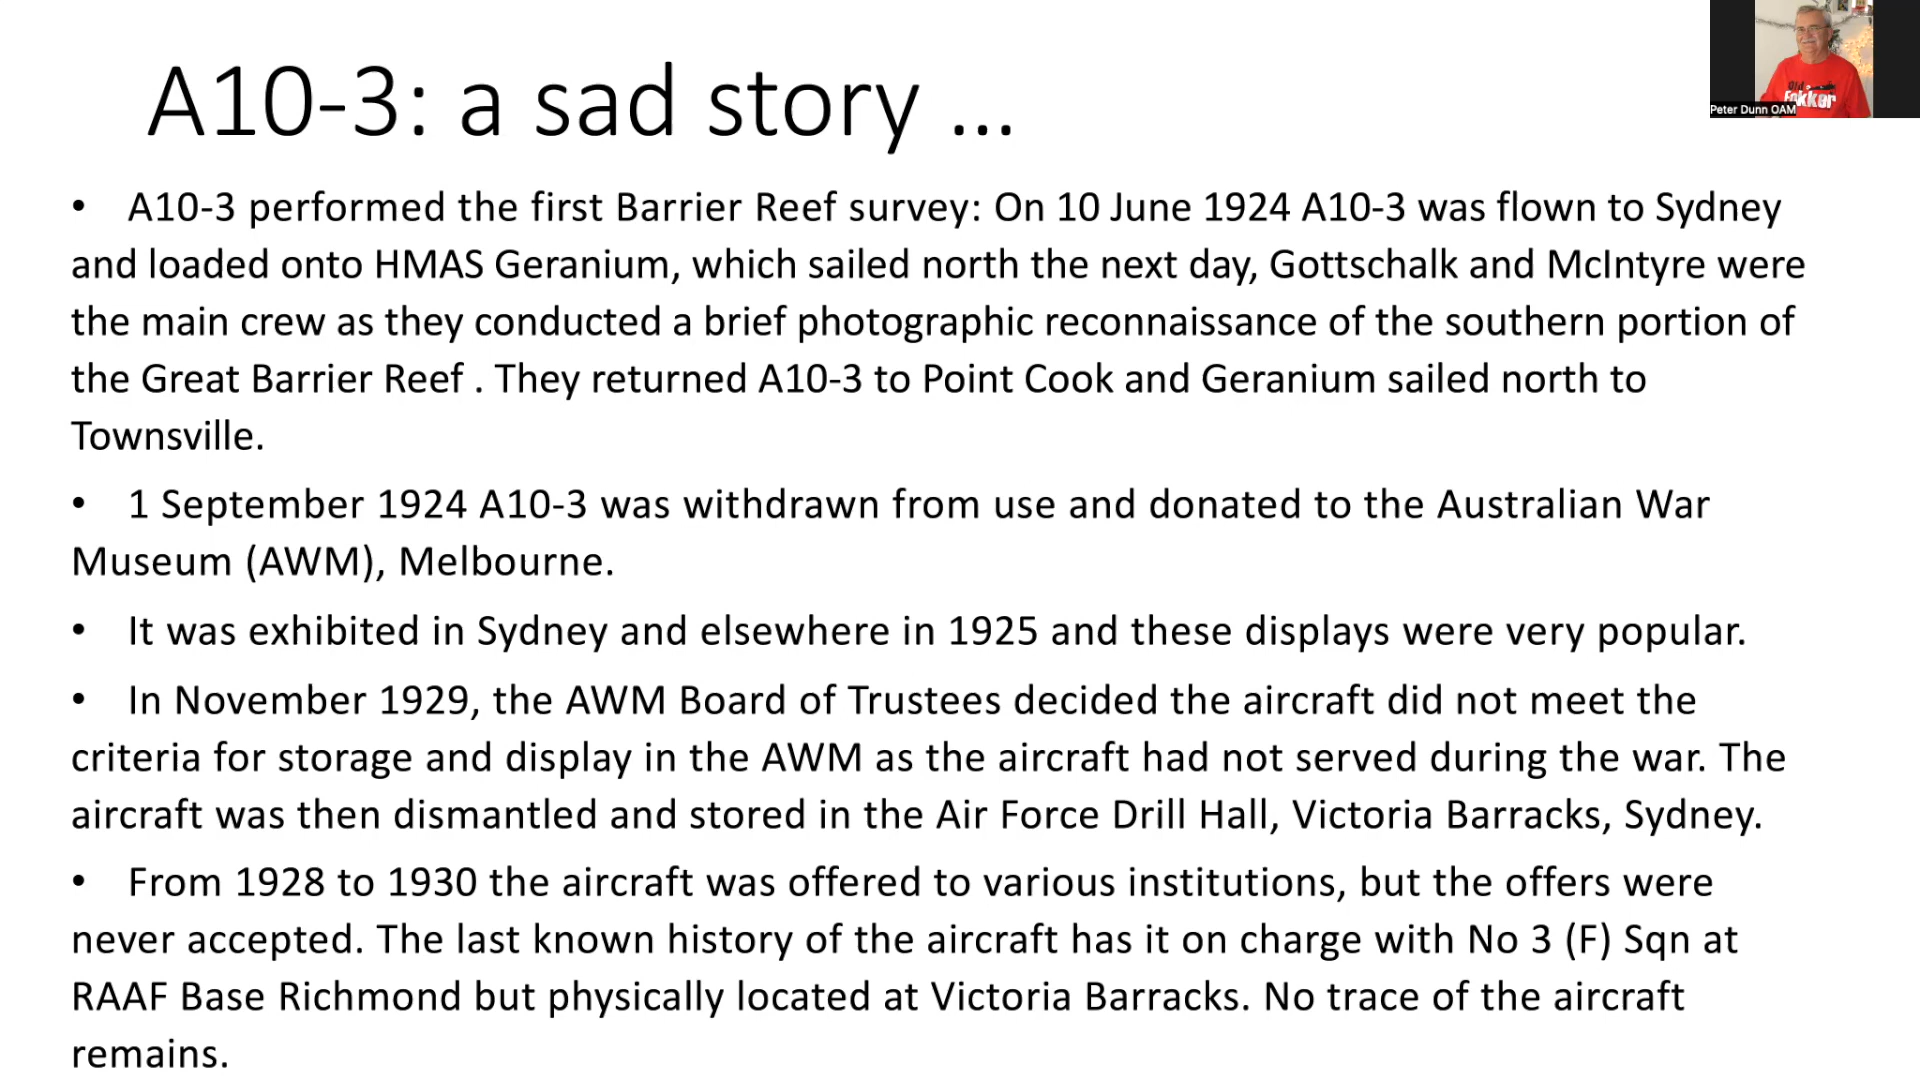 A10-3: a sad story ...
Old
Fokker
Peter Dunn OAM
• A10-3 performed the first Barrier Reef survey: On 10 June 1924 A10-3 was flown to Sydney
and loaded onto HMAS Geranium, which sailed north the next day, Gottschalk and McIntyre were
the main crew as they conducted a brief photographic reconnaissance of the southern portion of
the Great Barrier Reef . They returned A10-3 to Point Cook and Geranium sailed north to
Townsville.
• 1 September 1924 A10-3 was withdrawn from use and donated to the Australian War
Museum (AWM), Melbourne.
• It was exhibited in Sydney and elsewhere in 1925 and these displays were very popular.
• In November 1929, the AWM Board of Trustees decided the aircraft did not meet the
criteria for storage and display in the AWM as the aircraft had not served during the war. The
aircraft was then dismantled and stored in the Air Force Drill Hall, Victoria Barracks, Sydney.
• From 1928 to 1930 the aircraft was offered to various institutions, but the offers were
never accepted. The last known history of the aircraft has it on charge with No 3 (F) Sqn at
RAAF Base Richmond but physically located at Victoria Barracks. No trace of the aircraft
remains.